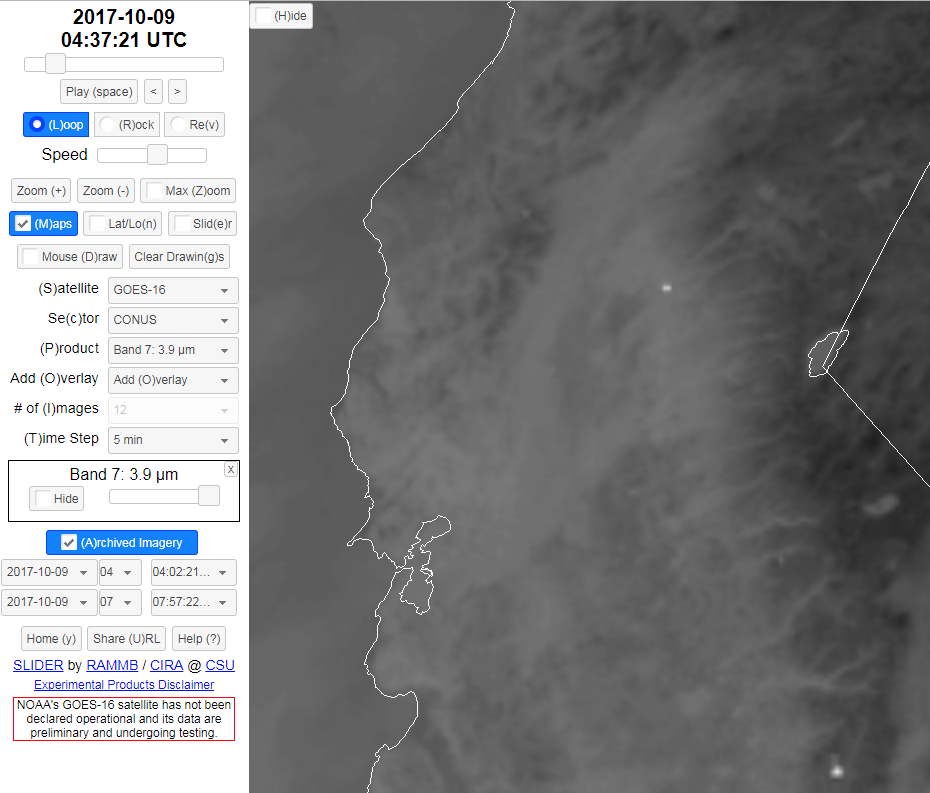 2017-10-09
04:37:21 UTC
(H)ide
Play (space) < >
(L)oop (R)ock Re(v)
Speed
Zoom (+) Zoom (-) Max (Z)oom
(M)aps Lat/Lo(n) Slid(e)r
Mouse (D)raw Clear Drawin(g)s
(S)atellite GOES-16
Se(c)tor CONUS
(P)roduct Band 7: 3.9 µm
Add (O)verlay Add (O)verlay
# of (I)mages 12
(T)ime Step 5 min
Band 7: 3.9 µm X
Hide
(A)rchived Imagery
2017-10-09 04 04:02:21...
2017-10-09 07 07:57:22...
Home (y) Share (U)RL Help (?)
SLIDER by RAMMB / CIRA @ CSU
Experimental Products Disclaimer
NOAA's GOES-16 satellite has not been
declared operational and its data are
preliminary and undergoing testing.